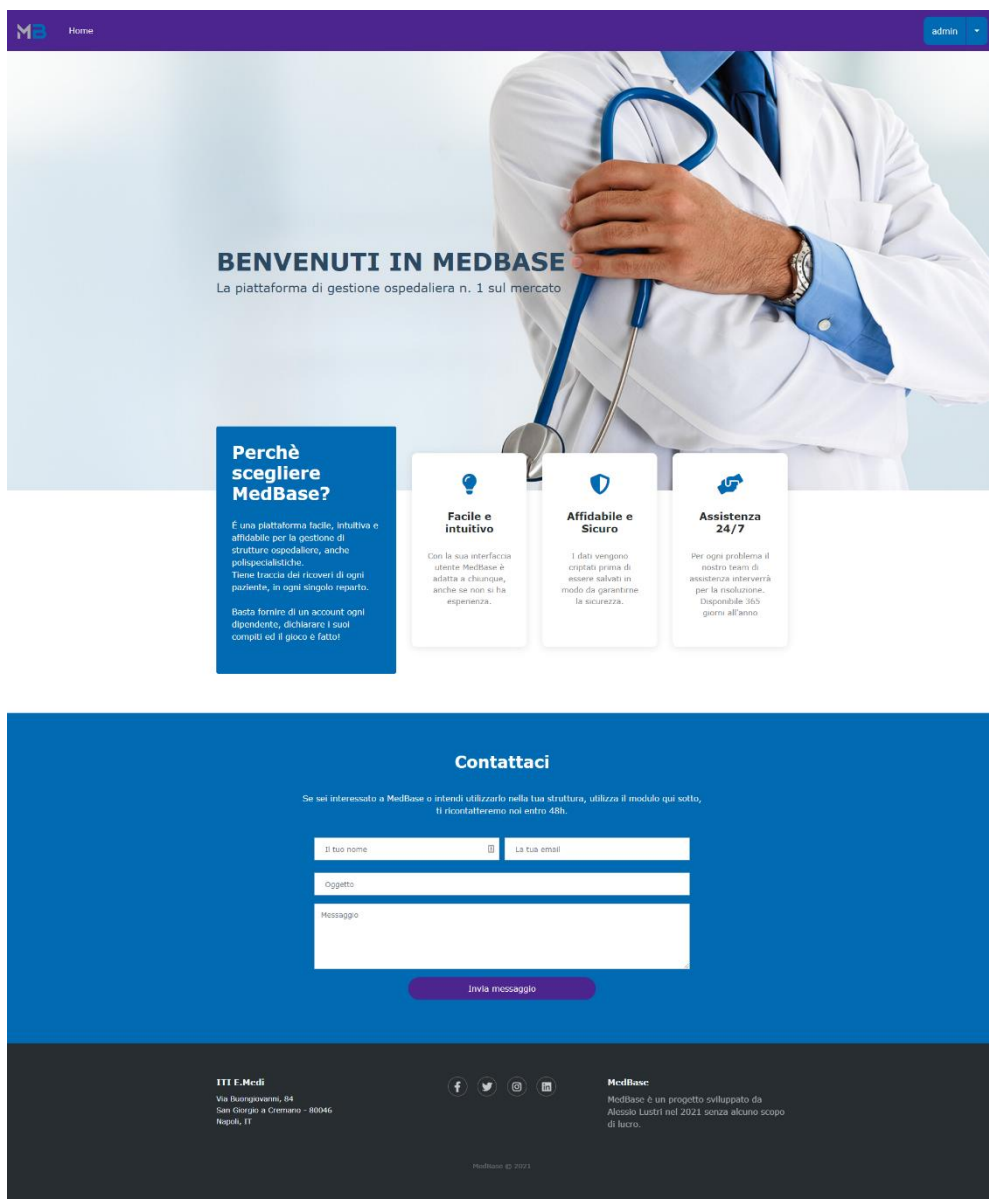 MB
Home
admin
BENVENUTI IN MEDBASE
La piattaforma di gestione ospedaliera n. 1 sul mercato
Perchè
scegliere
MedBase?
É una piattaforma facile, intuitiva e
affidabile per la gestione di
strutture ospedaliere, anche
polispecialistiche.
Tiene traccia dei ricoveri di ogni
paziente, in ogni singolo reparto.
Basta fornire di un account ogni
dipendente, dichiarare i suoi
compiti ed il gioco è fatto!
Facile e
intuitivo
Con la sua interfaccia
utente MedBase è
adatta a chiunque,
anche se non si ha
esperienza.
Affidabile e
Sicuro
I dati vengono
criptati prima di
essere salvati in
modo da garantirne
la sicurezza.
Assistenza
24/7
Per ogni problema il
nostro team di
assistenza interverrà
per la risoluzione.
Disponibile 365
giorni all'anno
Contattaci
Se sei interessato a MedBase o intendi utilizzarlo nella tua struttura, utilizza il modulo qui sotto,
ti ricontatteremo noi entro 48h.
Il tuo nome
La tua email
Oggetto
Messaggio
Invia messaggio
ITI E.Medi
Via Buongiovanni, 84
San Giorgio a Cremano - 80046
Napoli, IT
MedBase
MedBase è un progetto sviluppato da
Alessio Lustri nel 2021 senza alcuno scopo
di lucro.
MedBase © 2021